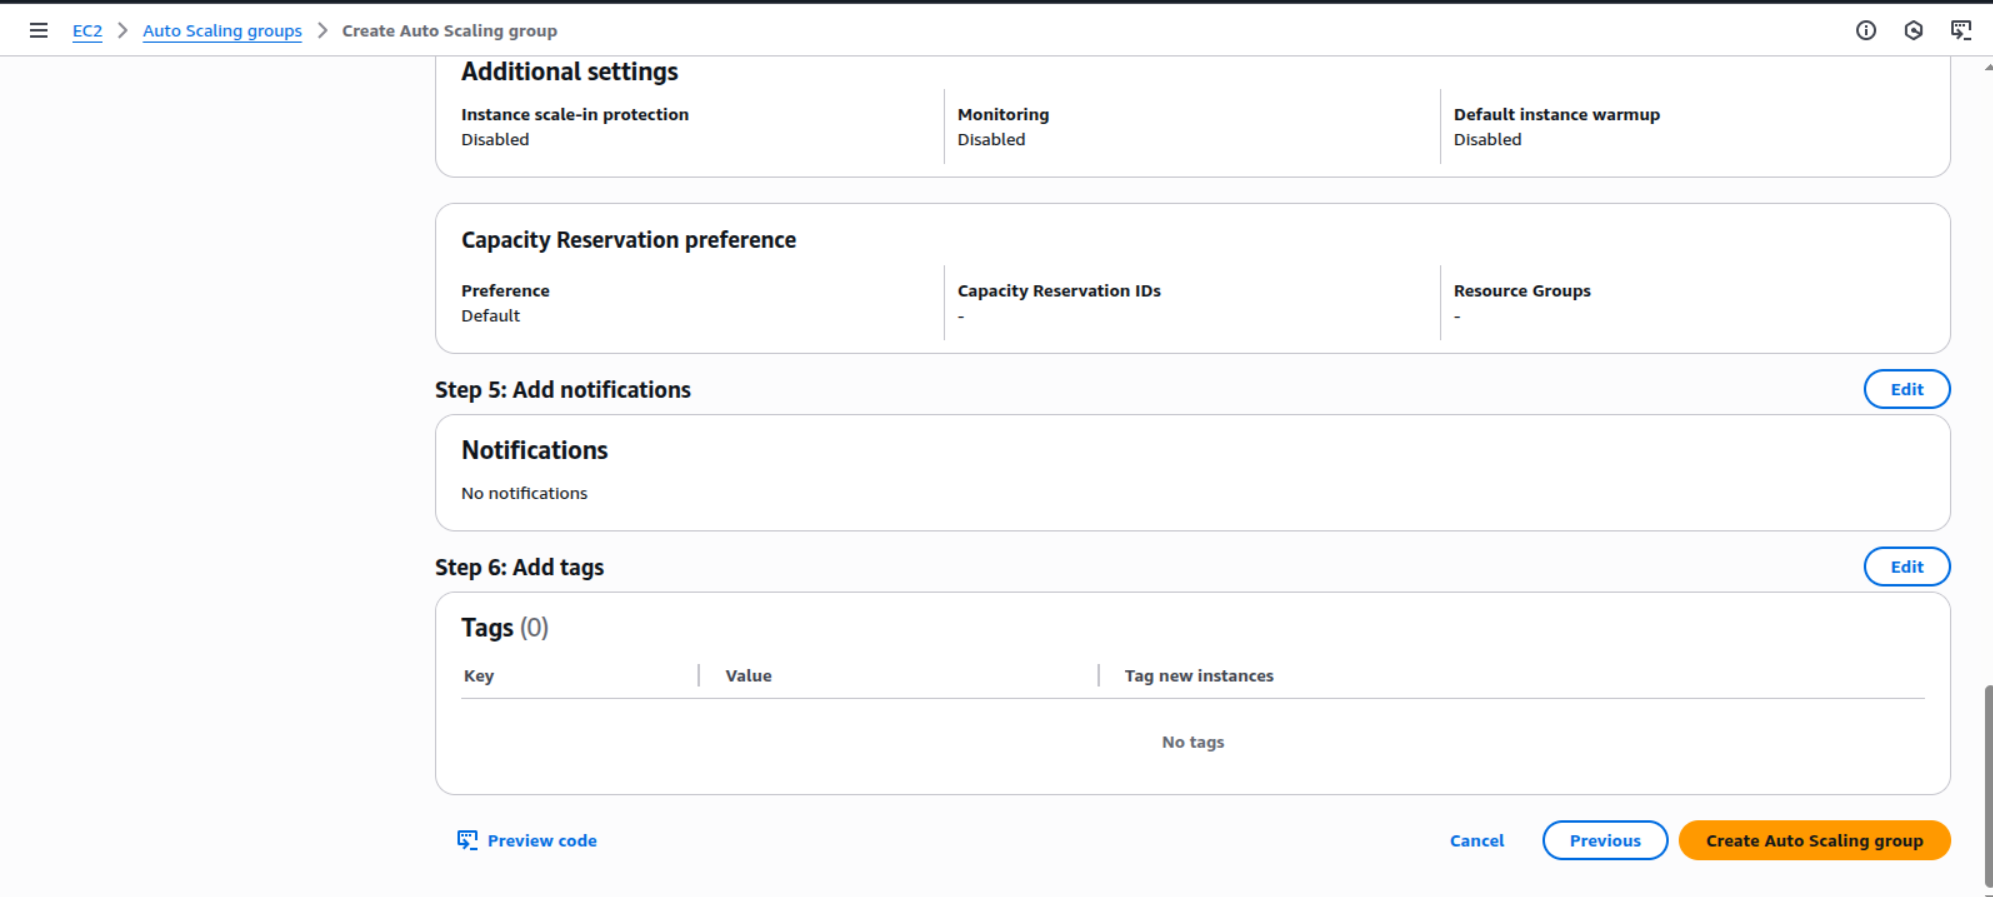 EC2 > Auto Scaling groups > Create Auto Scaling group
Additional settings
Instance scale-in protection
Disabled
Monitoring
Disabled
Default instance warmup
Disabled
Capacity Reservation preference
Preference
Default
Capacity Reservation IDs
-
Resource Groups
-
Step 5: Add notifications
Edit
Notifications
No notifications
Step 6: Add tags
Edit
Tags (0)
Key
Value
Tag new instances
No tags
Preview code
Cancel
Previous
Create Auto Scaling group